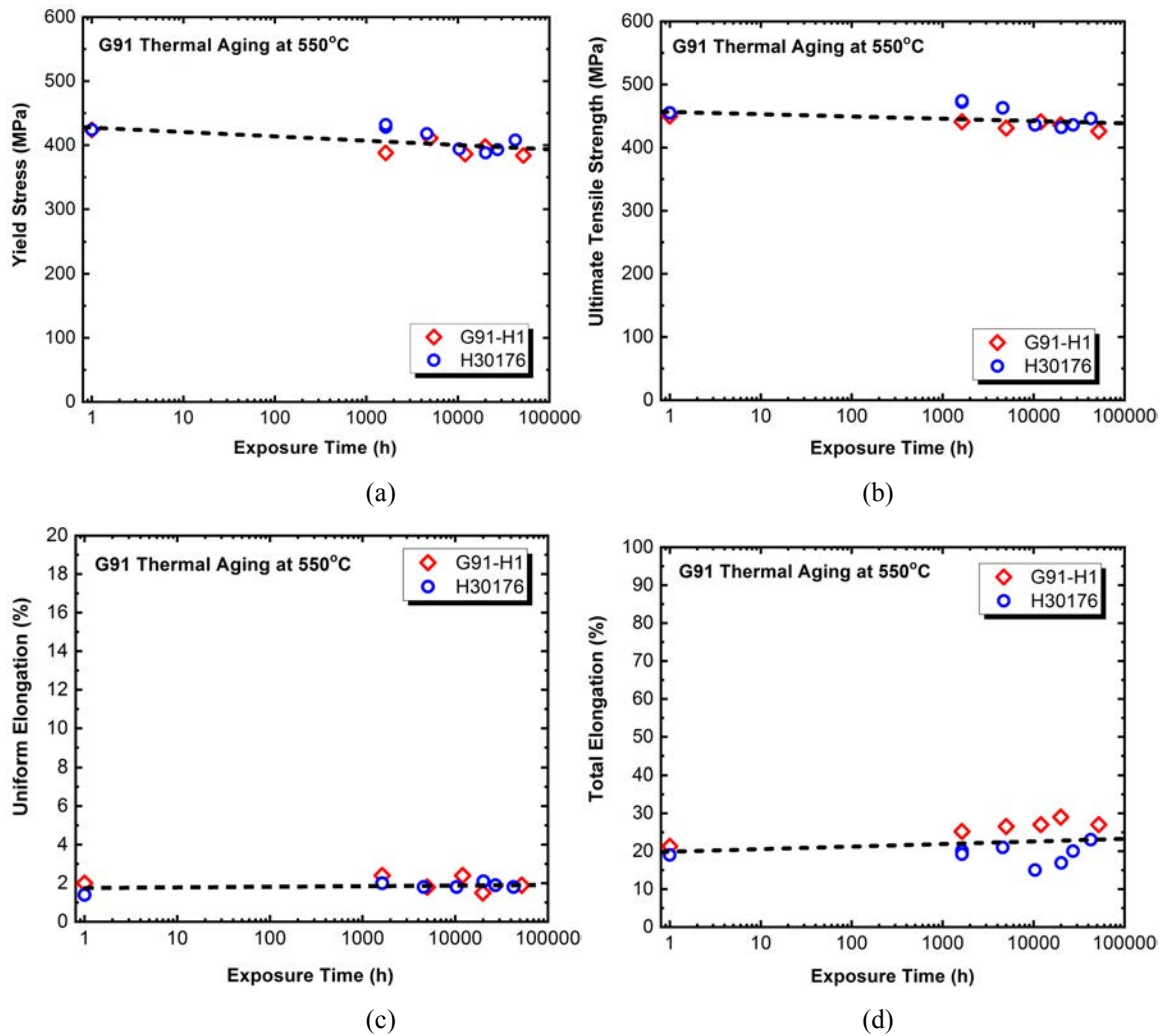 G91 Thermal Aging at 550°C
Yield Stress (MPa)
600
500
400
300
200
100
0
G91-H1
H30176
1 10 100 1000 10000 100000
Exposure Time (h)
(a)
G91 Thermal Aging at 550°C
Ultimate Tensile Strength (MPa)
600
500
400
300
200
100
0
G91-H1
H30176
1 10 100 1000 10000 100000
Exposure Time (h)
(b)
G91 Thermal Aging at 550°C
G91-H1
H30176
Uniform Elongation (%)
20
18
16
14
12
10
8
6
4
2
0
1 10 100 1000 10000 100000
Exposure Time (h)
(c)
G91 Thermal Aging at 550°C
G91-H1
H30176
Total Elongation (%)
100
90
80
70
60
50
40
30
20
10
0
1 10 100 1000 10000 100000
Exposure Time (h)
(d)